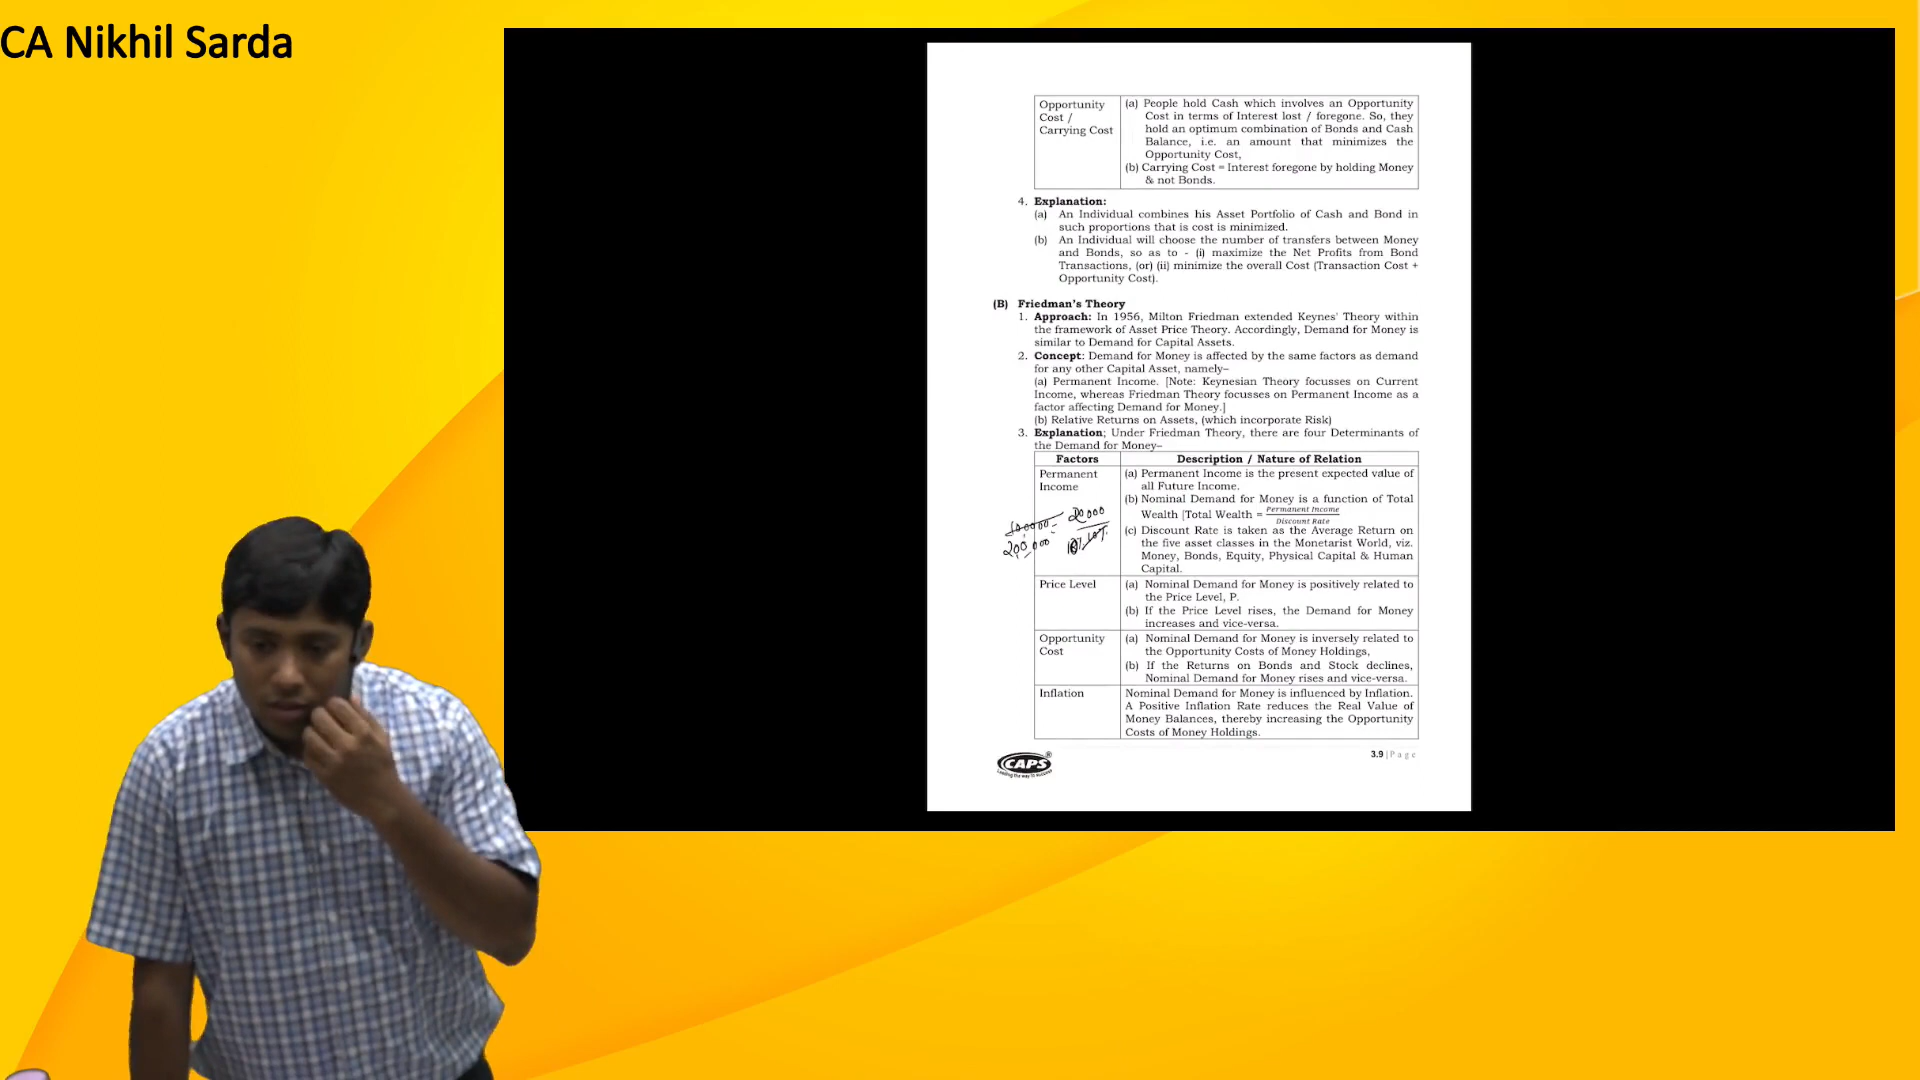 CA Nikhil Sarda
Opportunity
Cost /
Carrying Cost
(a) People hold Cash which involves an Opportunity
Cost in terms of Interest lost / foregone. So, they
hold an optimum combination of Bonds and Cash
Balance, i.e. an amount that minimizes the
Opportunity Cost,
(b) Carrying Cost = Interest foregone by holding Money
& not Bonds.
4. Explanation:
(a) An Individual combines his Asset Portfolio of Cash and Bond in
such proportions that is cost is minimized.
(b) An Individual will choose the number of transfers between Money
and Bonds, so as to - (i) maximize the Net Profits from Bond
Transactions, (or) (ii) minimize the overall Cost (Transaction Cost +
Opportunity Cost).
(B) Friedman's Theory
1. Approach: In 1956, Milton Friedman extended Keynes' Theory within
the framework of Asset Price Theory. Accordingly, Demand for Money is
similar to Demand for Capital Assets.
2. Concept: Demand for Money is affected by the same factors as demand
for any other Capital Asset, namely–
(a) Permanent Income. [Note: Keynesian Theory focusses on Current
Income, whereas Friedman Theory focusses on Permanent Income as a
factor affecting Demand for Money.]
(b) Relative Returns on Assets, (which incorporate Risk)
3. Explanation; Under Friedman Theory, there are four Determinants of
the Demand for Money–
Factors
Description / Nature of Relation
Permanent
Income
(a) Permanent Income is the present expected value of
all Future Income.
(b) Nominal Demand for Money is a function of Total
Wealth [Total Wealth = Permanent Income
Discount Rate
(c) Discount Rate is taken as the Average Return on
the five asset classes in the Monetarist World, viz.
Money, Bonds, Equity, Physical Capital & Human
Capital.
20000
200000
Price Level
(a) Nominal Demand for Money is positively related to
the Price Level, P.
(b) If the Price Level rises, the Demand for Money
increases and vice-versa.
Opportunity
Cost
(a) Nominal Demand for Money is inversely related to
the Opportunity Costs of Money Holdings,
(b) If the Returns on Bonds and Stock declines,
Nominal Demand for Money rises and vice-versa.
Inflation
Nominal Demand for Money is influenced by Inflation.
A Positive Inflation Rate reduces the Real Value of
Money Balances, thereby increasing the Opportunity
Costs of Money Holdings.
CAPS®
Leading the way to success
3.9 | Page